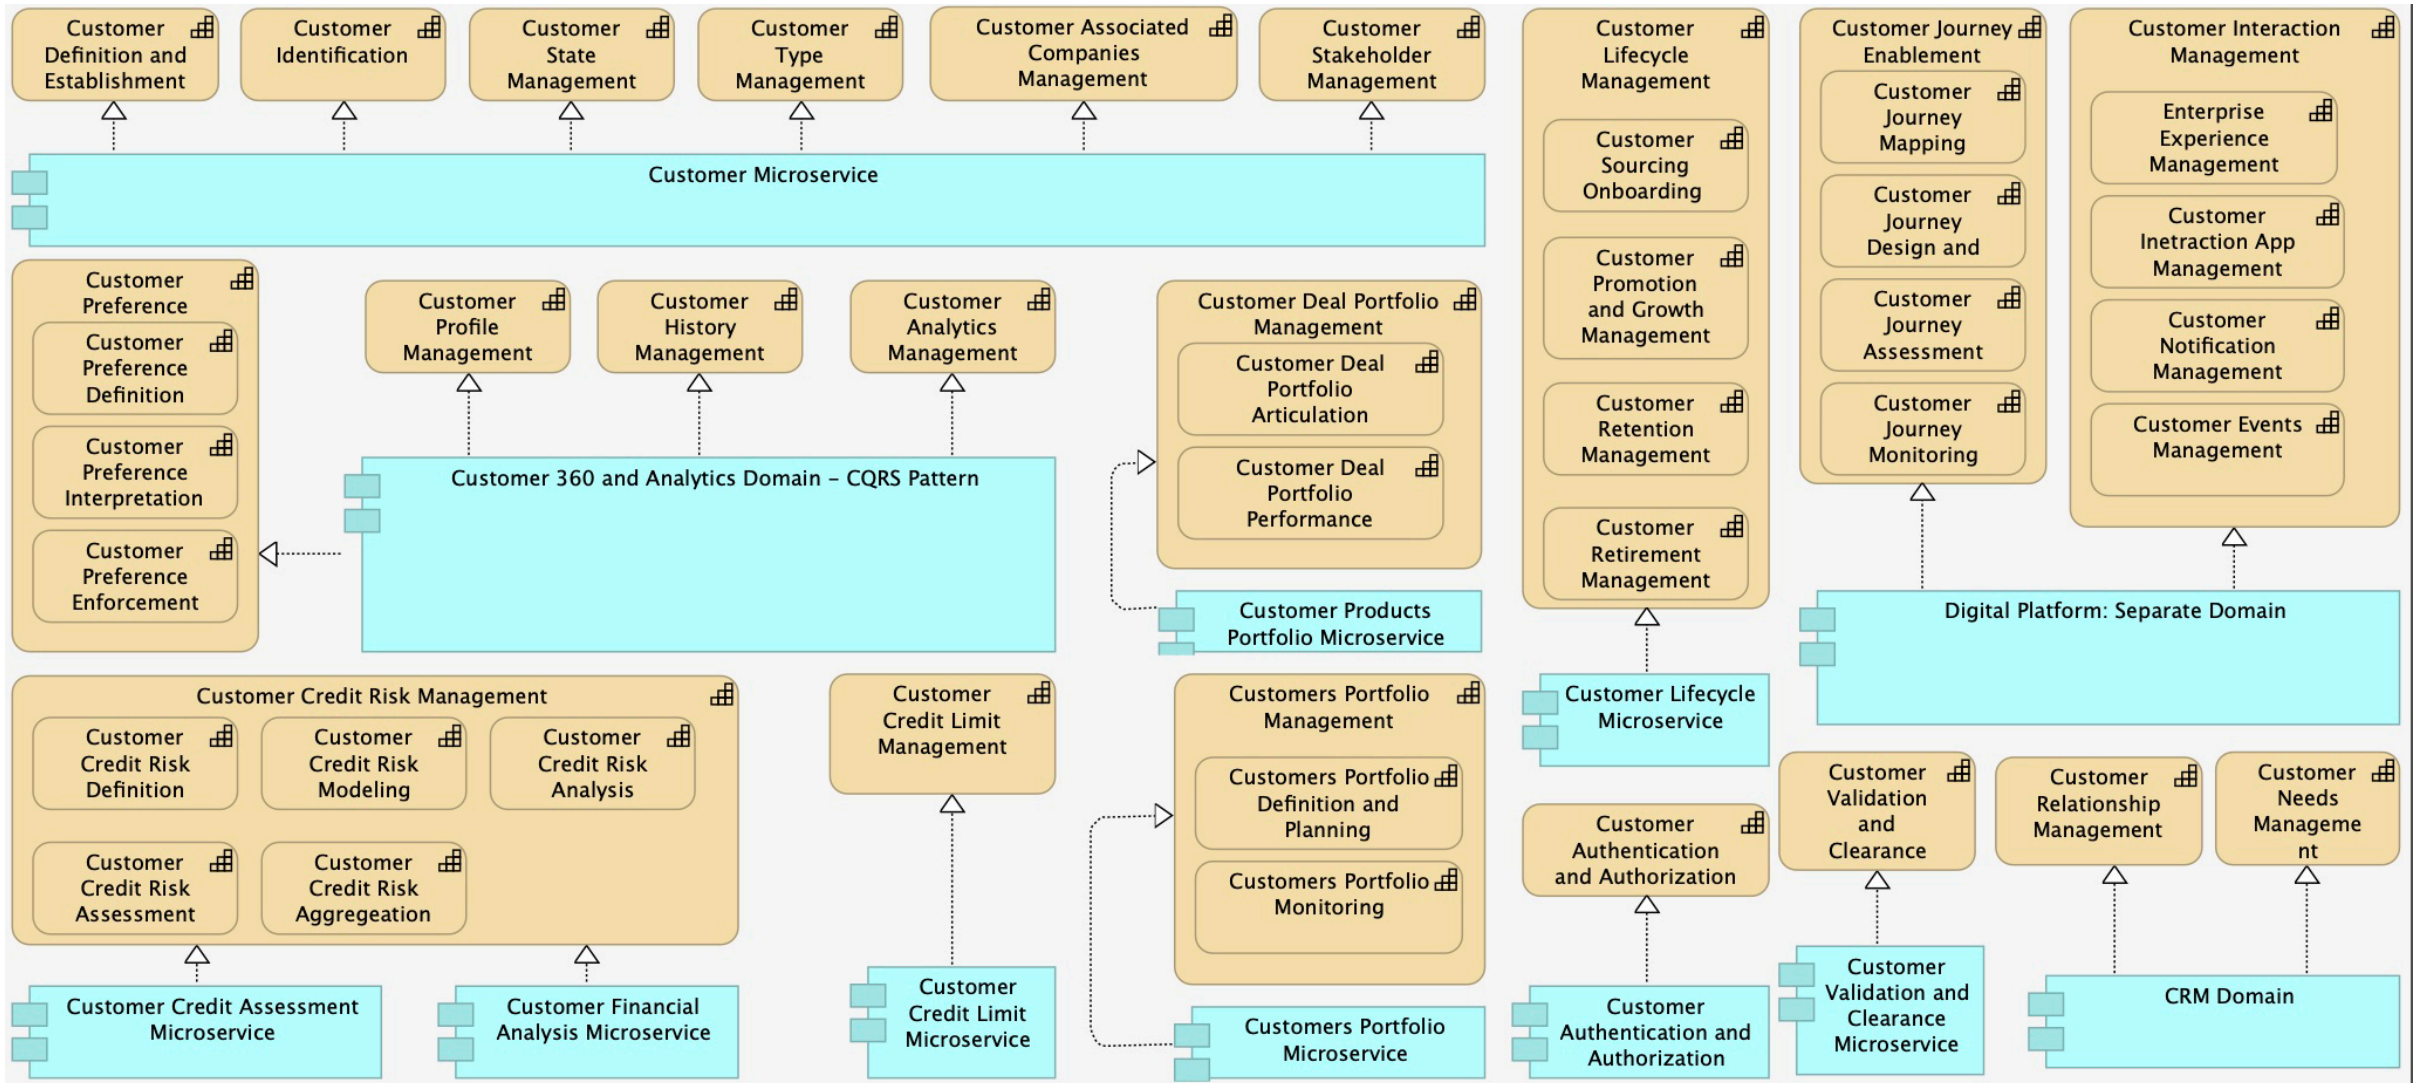 Customer
Definition and
Establishment
Customer
Identification
Customer
State
Management
Customer
Type
Management
Customer Associated
Companies
Management
Customer
Stakeholder
Management
Customer Microservice
Customer
Preference
Customer
Preference
Definition
Customer
Preference
Interpretation
Customer
Preference
Enforcement
Customer
Profile
Management
Customer
History
Management
Customer
Analytics
Management
Customer 360 and Analytics Domain – CQRS Pattern
Customer Deal Portfolio
Management
Customer Deal
Portfolio
Articulation
Customer Deal
Portfolio
Performance
Customer Products
Portfolio Microservice
Customer
Lifecycle
Management
Customer
Sourcing
Onboarding
Customer
Promotion
and Growth
Management
Customer
Retention
Management
Customer
Retirement
Management
Customer Lifecycle
Microservice
Customer Journey
Enablement
Customer
Journey
Mapping
Customer
Journey
Design and
Customer
Journey
Assessment
Customer
Journey
Monitoring
Customer Interaction
Management
Enterprise
Experience
Management
Customer
Inetraction App
Management
Customer
Notification
Management
Customer Events
Management
Digital Platform: Separate Domain
Customer Credit Risk Management
Customer
Credit Risk
Definition
Customer
Credit Risk
Modeling
Customer
Credit Risk
Analysis
Customer
Credit Risk
Assessment
Customer
Credit Risk
Aggregeation
Customer Credit Assessment
Microservice
Customer Financial
Analysis Microservice
Customer
Credit Limit
Management
Customer
Credit Limit
Microservice
Customers Portfolio
Management
Customers Portfolio
Definition and
Planning
Customers Portfolio
Monitoring
Customers Portfolio
Microservice
Customer
Authentication
and Authorization
Customer
Authentication and
Authorization
Customer
Validation
and
Clearance
Customer
Validation and
Clearance
Microservice
Customer
Relationship
Management
Customer
Needs
Manageme
nt
CRM Domain